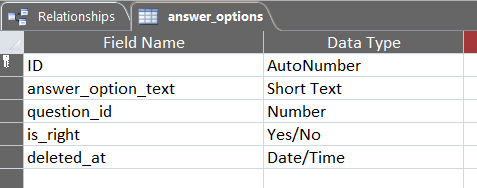 Relationships answer_options
Field Name Data Type
ID AutoNumber
answer_option_text Short Text
question_id Number
is_right Yes/No
deleted_at Date/Time